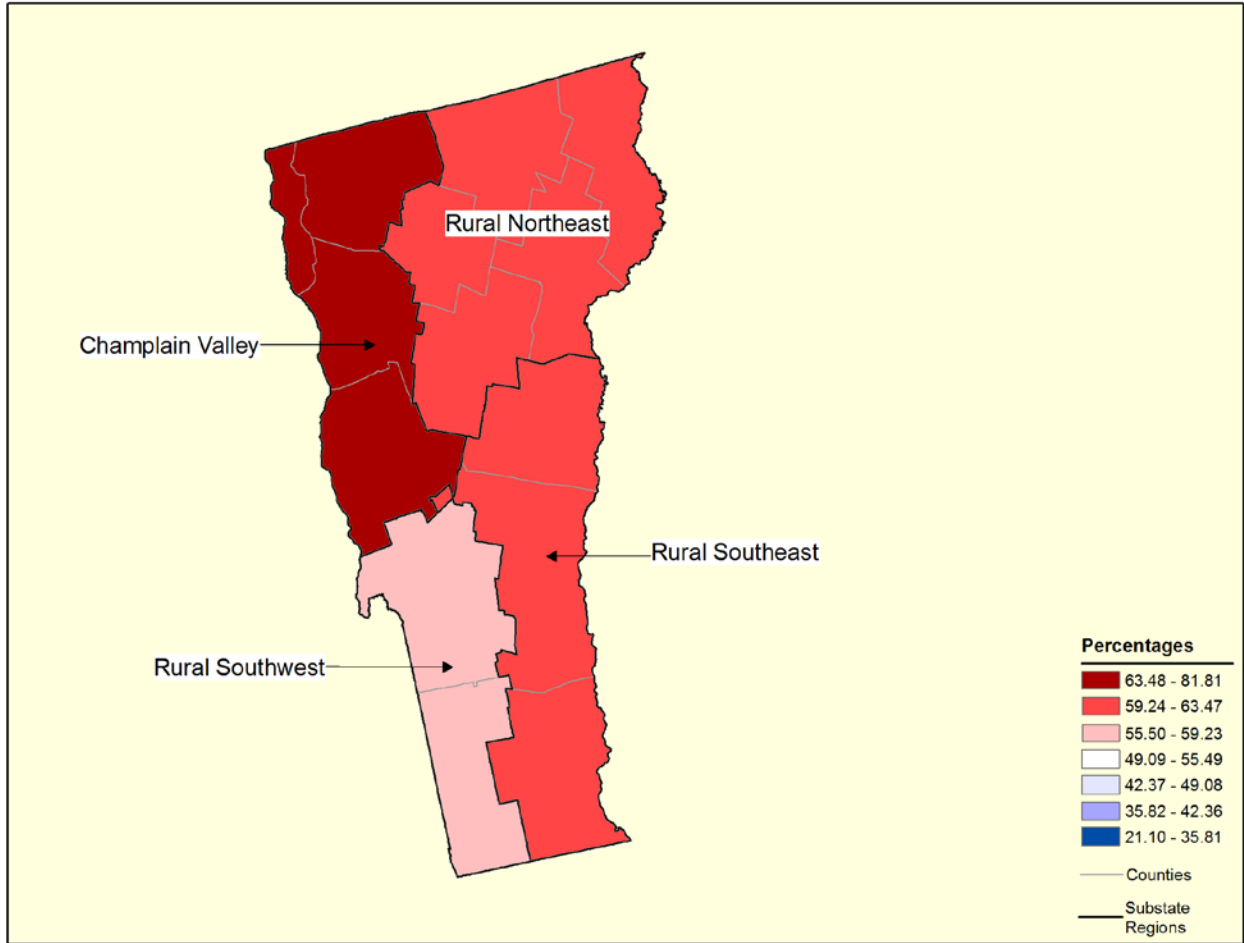 Rural Northeast
Champlain Valley
Rural Southeast
Rural Southwest
Percentages
63.48 - 81.81
59.24 - 63.47
55.50 - 59.23
49.09 - 55.49
42.37 - 49.08
35.82 - 42.36
21.10 - 35.81
Counties
Substate
Regions